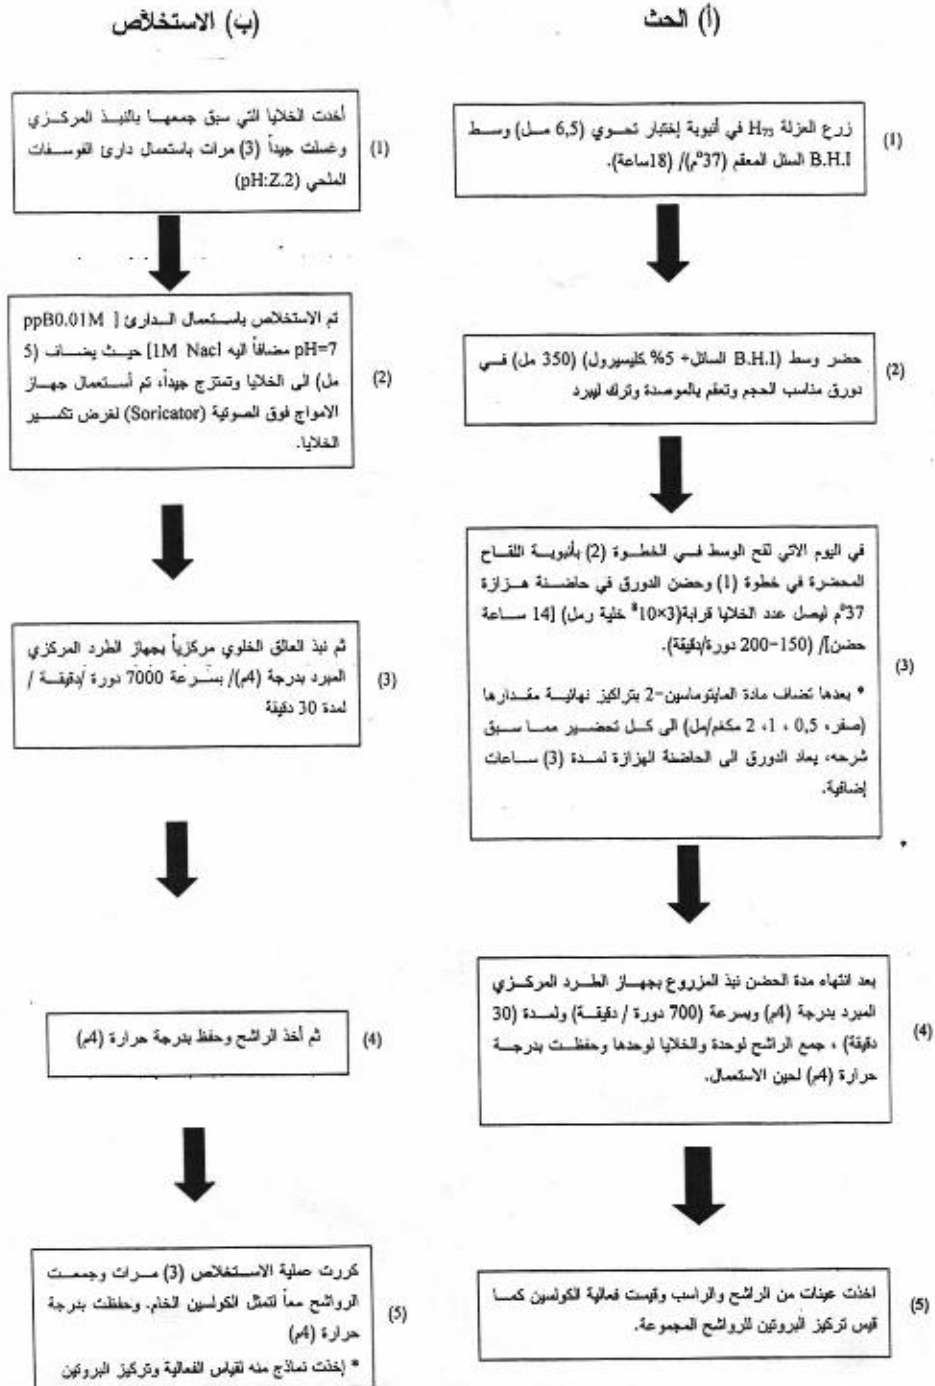 (أ) الحث
(1)
زرع العزلة H₇₅ في أنبوبة إختبار تحوي (6,5 مل) وسط
B.H.I السائل المعقم (37°م)/ (18ساعة).
(2)
حضر وسط (B.H.I السائل+ 5% كليسيرول) (350 مل) في
دورق مناسب الحجم وتعقم بالموصدة وترك ليبرد
(3)
في اليوم الاتي لقح الوسط في الخطوة (2) بأنبوبة اللقاح
المحضرة في خطوة (1) وحضن الدورق في حاضنة هزازة
37°م ليصل عدد الخلايا قرابة(3×10⁸ خلية رمل) [14 ساعة
حضن]/ (150-200 دورة/دقيقة).
* بعدها تضاف مادة المايتوماسين-2 بتراكيز نهائية مقدارها
(صفر، 0,5 ، 1، 2 مكغم/مل) الى كل تحضير مما سبق
شرحه، يعاد الدورق الى الحاضنة الهزازة لمدة (3) ساعات
إضافية.
(4)
بعد انتهاء مدة الحضن نبذ المزروع بجهاز الطرد المركزي
المبرد بدرجة (4م) وبسرعة (700 دورة / دقيقة) ولمدة (30
دقيقة) ، جمع الراشح لوحدة والخلايا لوحدها وحفظت بدرجة
حرارة (4م) لحين الاستعمال.
(5)
اخذت عينات من الراشح والراسب وقيست فعالية الكولسين كما
قيس تركيز البروتين للرواشح المجموعة.
(ب) الاستخلاص
(1)
أخذت الخلايا التي سبق جمعها بالنبذ المركزي
وغسلت جيداً (3) مرات باستعمال دارئ الفوسفات
الملحي (pH:Z.2)
(2)
تم الاستخلاص باستعمال الدارئ [ ppB0.01M
pH=7 مضافاً اليه 1M Nacl] حيث يضاف (5
مل) الى الخلايا وتمتزج جيداً، تم أستعمال جهاز
الامواج فوق الصوتية (Soricator) لغرض تكسير
الخلايا.
(3)
ثم نبذ العالق الخلوي مركزياً بجهاز الطرد المركزي
المبرد بدرجة (4م)/ بسرعة 7000 دورة /دقيقة /
لمدة 30 دقيقة
(4)
ثم أخذ الراشح وحفظ بدرجة حرارة (4م)
(5)
كررت عملية الاستخلاص (3) مرات وجمعت
الرواشح معاً لتمثل الكولسين الخام. وحفظت بدرجة
حرارة (4م)
* إخذت نماذج منه لقياس الفعالية وتركيز البروتين